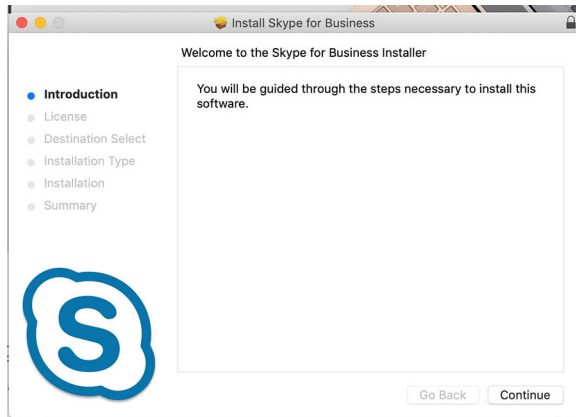 Install Skype for Business
Welcome to the Skype for Business Installer
Introduction
License
Destination Select
Installation Type
Installation
Summary
You will be guided through the steps necessary to install this
software.
S
Go Back
Continue